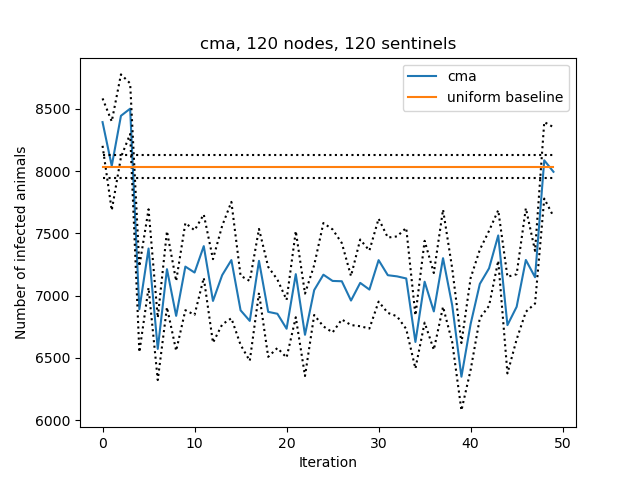 cma, 120 nodes, 120 sentinels
cma
uniform baseline
Number of infected animals
8500
8000
7500
7000
6500
6000
0
10
20
30
40
50
Iteration